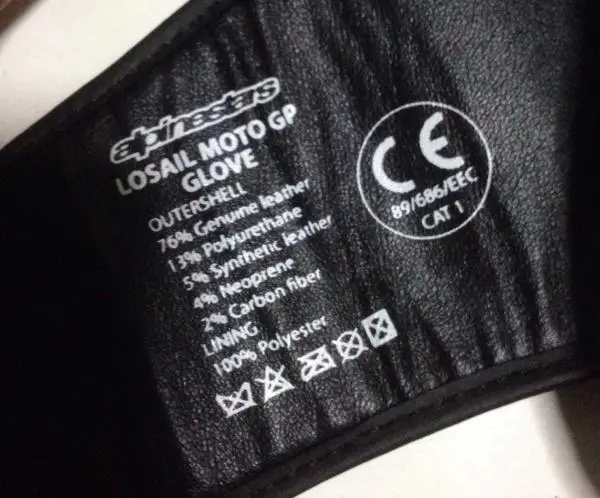 alpinestars
LOSAIL MOTO GP
GLOVE
OUTERSHELL
76% Genuine leather
13% Polyurethane
5% Synthetic leather
4% Neoprene
2% Carbon fiber
LINING
100% Polyester
CE
89/686/EEC
CAT 1